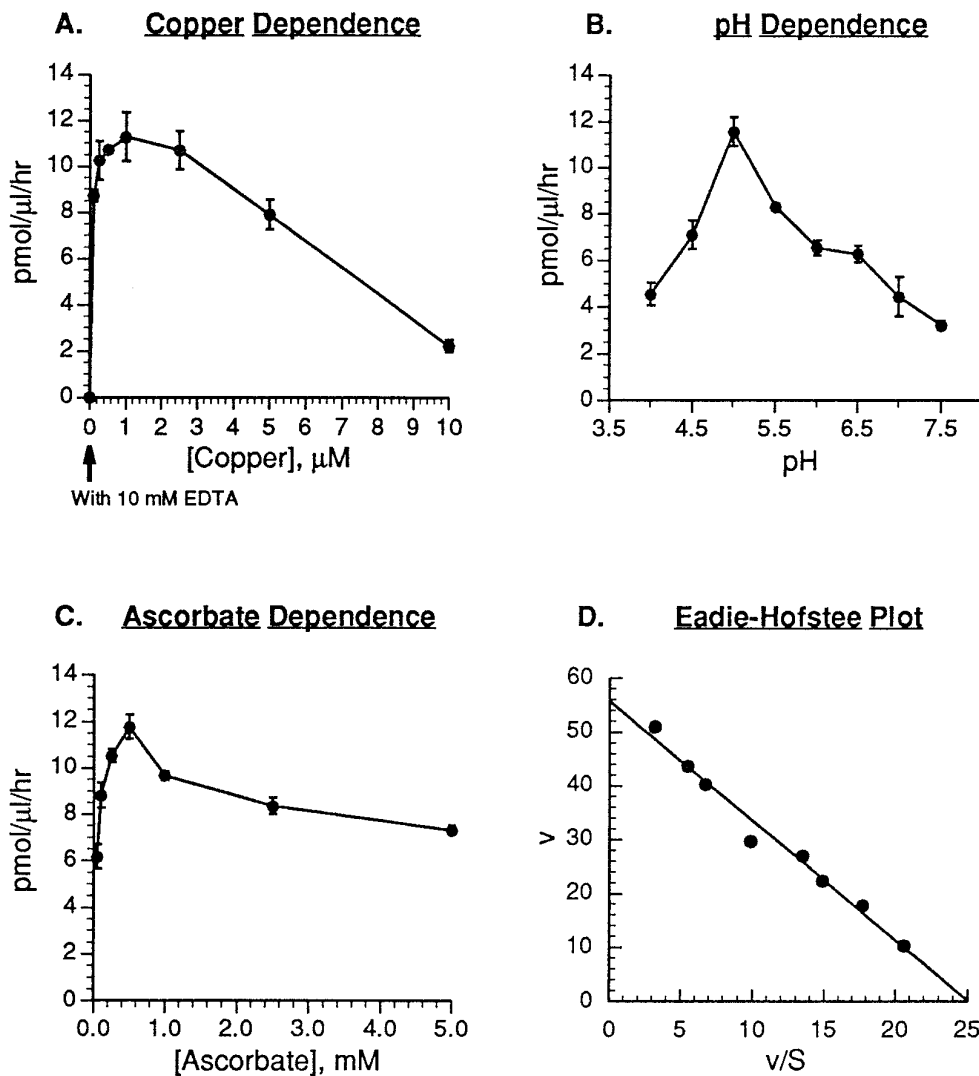 A. Copper Dependence
14
12
10
8
6
4
2
0
pmol/µl/hr
0 1 2 3 4 5 6 7 8 9 10
[Copper], µM
With 10 mM EDTA
B. pH Dependence
14
12
10
8
6
4
2
0
pmol/µl/hr
3.5 4.5 5.5 6.5 7.5
pH
C. Ascorbate Dependence
14
12
10
8
6
4
2
0
pmol/µl/hr
0.0 1.0 2.0 3.0 4.0 5.0
[Ascorbate], mM
D. Eadie-Hofstee Plot
60
50
40
30
20
10
0
v
0 5 10 15 20 25
v/S